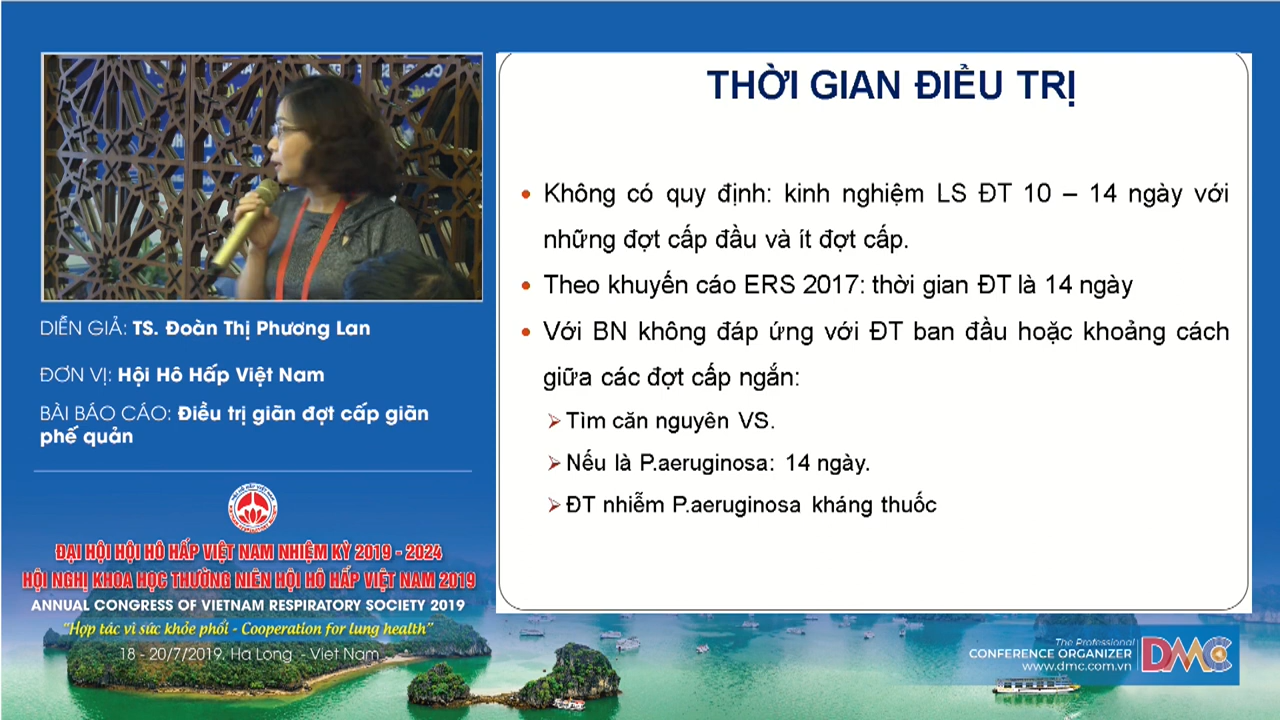 DIỄN GIẢ: TS. Đoàn Thị Phương Lan
ĐƠN VỊ: Hội Hô Hấp Việt Nam
BÀI BÁO CÁO: Điều trị giãn đợt cấp giãn
phế quản
ĐẠI HỘI HỘI HÔ HẤP VIỆT NAM NHIỆM KỲ 2019 - 2024
HỘI NGHỊ KHOA HỌC THƯỜNG NIÊN HỘI HÔ HẤP VIỆT NAM 2019
ANNUAL CONGRESS OF VIETNAM RESPIRATORY SOCIETY 2019
"Hợp tác vì sức khỏe phổi - Cooperation for lung health"
18 - 20/7/2019, Ha Long - Viet Nam
THỜI GIAN ĐIỀU TRỊ
• Không có quy định: kinh nghiệm LS ĐT 10 – 14 ngày với
những đợt cấp đầu và ít đợt cấp.
• Theo khuyến cáo ERS 2017: thời gian ĐT là 14 ngày
• Với BN không đáp ứng với ĐT ban đầu hoặc khoảng cách
giữa các đợt cấp ngắn:
➢ Tìm căn nguyên VS.
➢ Nếu là P.aeruginosa: 14 ngày.
➢ ĐT nhiễm P.aeruginosa kháng thuốc
The Professional
CONFERENCE ORGANIZER
www.dmc.com.vn
DMC